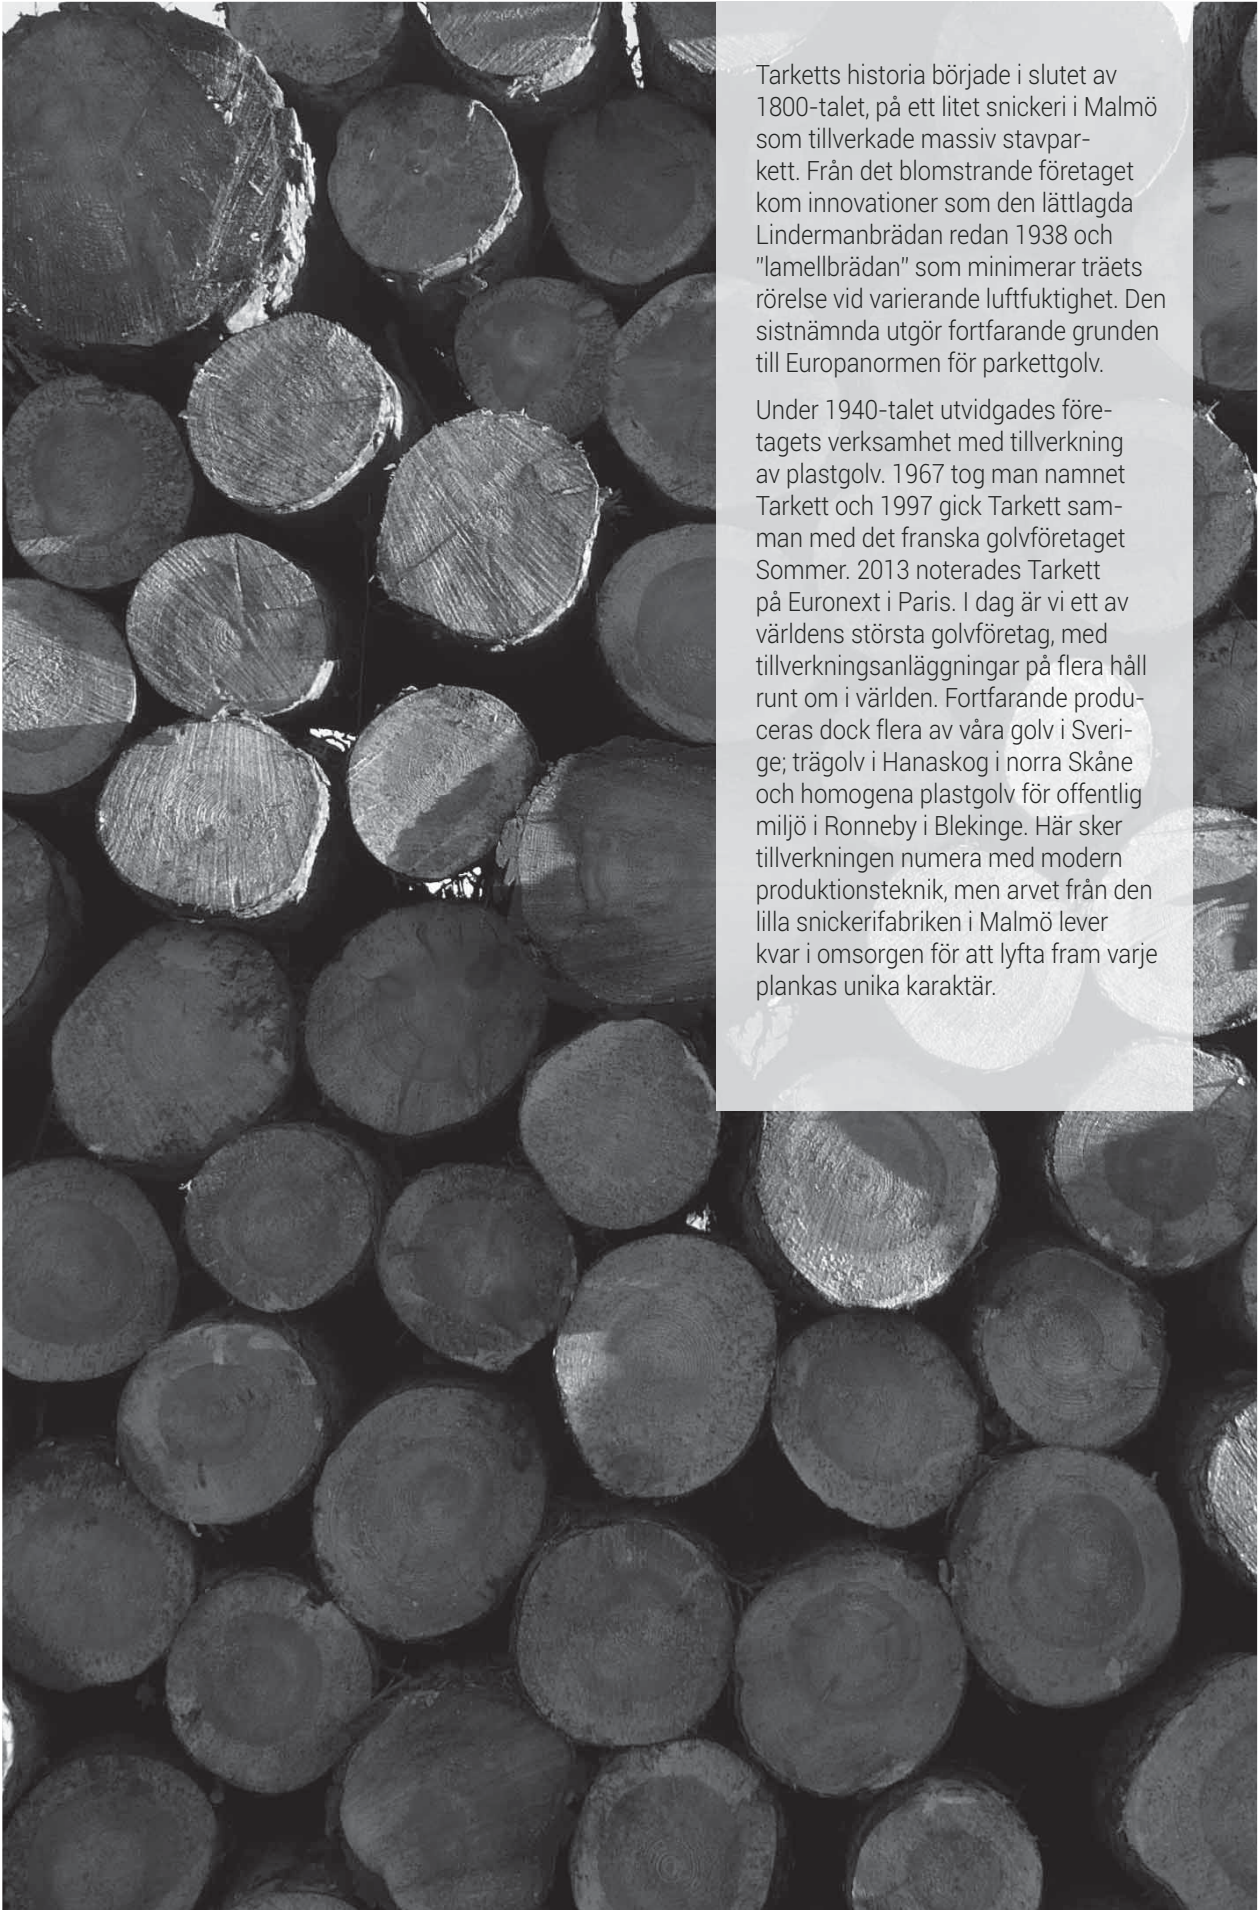 Tarketts historia började i slutet av
1800-talet, på ett litet snickeri i Malmö
som tillverkade massiv stavpar-
kett. Från det blomstrande företaget
kom innovationer som den lättlagda
Lindermanbrädan redan 1938 och
”lamellbrädan” som minimerar träets
rörelse vid varierande luftfuktighet. Den
sistnämnda utgör fortfarande grunden
till Europanormen för parkettgolv.
Under 1940-talet utvidgades före-
tagets verksamhet med tillverkning
av plastgolv. 1967 tog man namnet
Tarkett och 1997 gick Tarkett sam-
man med det franska golvföretaget
Sommer. 2013 noterades Tarkett
på Euronext i Paris. I dag är vi ett av
världens största golvföretag, med
tillverkningsanläggningar på flera håll
runt om i världen. Fortfarande produ-
ceras dock flera av våra golv i Sveri-
ge; trägolv i Hanaskog i norra Skåne
och homogena plastgolv för offentlig
miljö i Ronneby i Blekinge. Här sker
tillverkningen numera med modern
produktionsteknik, men arvet från den
lilla snickerifabriken i Malmö lever
kvar i omsorgen för att lyfta fram varje
plankas unika karaktär.